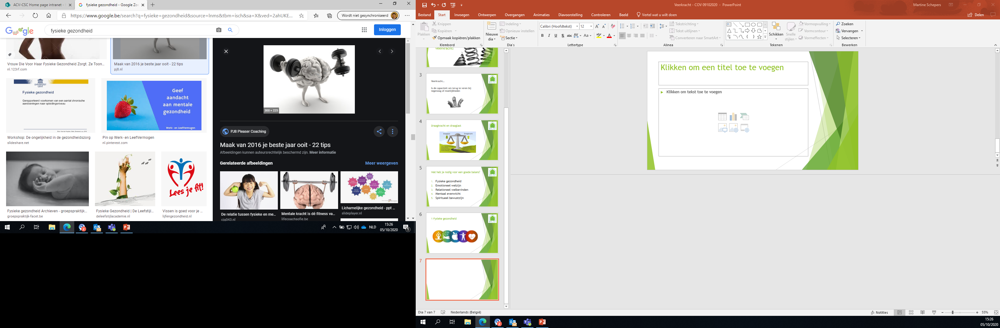 ACV-CSC Home page intranet -
fysieke gezondheid - Google Zo
https://www.google.be/search?q=fysieke+gezondheid&source=lnms&tbm=isch&sa=X&ved=2ahUKE...
Wordt niet gesynchroniseerd
Google
fysieke gezondheid
Inloggen
Vrouw Die Voor Haar Fysieke Gezondheid Zorgt. Ze Toon...
nl.123rf.com
Maak van 2016 je beste jaar ooit - 22 tips
pj8.nl
UNIVERSITEIT
GENT
Fysieke gezondheid
Gerapporteerd voorkomen van een aantal chronische
aandoeningen naar opleidingsniveau
Geef
aandacht
aan mentale
gezondheid
Werk- en LeefVermogen
Workshop: De ongelijkheid in de gezondheidszorg
slideshare.net
Pin op Werk- en LeefVermogen
nl.pinterest.com
Lees je fit!
Fysieke gezondheid Archieven - groepspraktijk...
groepspraktijk-facet.be
Fysieke Gezondheid | De Leefstijl...
deleefstijlacademie.nl
Vissen is goed voor je ...
lijfengezondheid.nl
300 × 225
PJ8 Pleaser Coaching
Maak van 2016 je beste jaar ooit - 22 tips
Afbeeldingen kunnen auteursrechtelijk beschermd zijn. Meer informatie
Gerelateerde afbeeldingen
Meer weergeven
De relatie tussen fysieke en me...
cjg043.nl
Mentale kracht is dé fitness va...
lifecoachsofie.be
Lichamelijke gezondheid - ppt ...
slideplayer.nl
NLD
15:26
05/10/2020
Veerkracht - COV 09102020 - PowerPoint
Martine Schepers
Bestand
Start
Invoegen
Ontwerpen
Overgangen
Animaties
Diavoorstelling
Controleren
Beeld
Vertel wat u wilt doen
Delen
Plakken
Knippen
Kopiëren
Opmaak kopiëren/plakken
Klembord
Nieuwe
dia
Indeling
Opnieuw instellen
Sectie
Dia's
Calibri (Hoofdtekst)
12
Lettertype
Tekstrichting
Tekst uitlijnen
Converteren naar SmartArt
Alinea
Schikken
Snelle
stijlen
Vormopvulling
Vormcontour
Vormeffecten
Tekenen
Zoeken
Vervangen
Selecteren
Bewerken
veerkracht?
3
Veerkracht...
Is de capaciteit om terug te veren bij
tegenslag of moeilijkheden
4
Draagkracht en draaglast
Draaglast
Draagkracht
5
Wat heb je nodig voor een goede balans?
1. Fysieke gezondheid
2. Emotioneel welzijn
3. Relationeel welbevinden
4. Mentaal evenwicht
5. Spiritueel bewustzijn
6
1 Fysieke gezondheid
7
Klikken om een titel toe te voegen
Klikken om tekst toe te voegen
Dia 7 van 7
Nederlands (België)
Notities
55%
15:26
05/10/2020